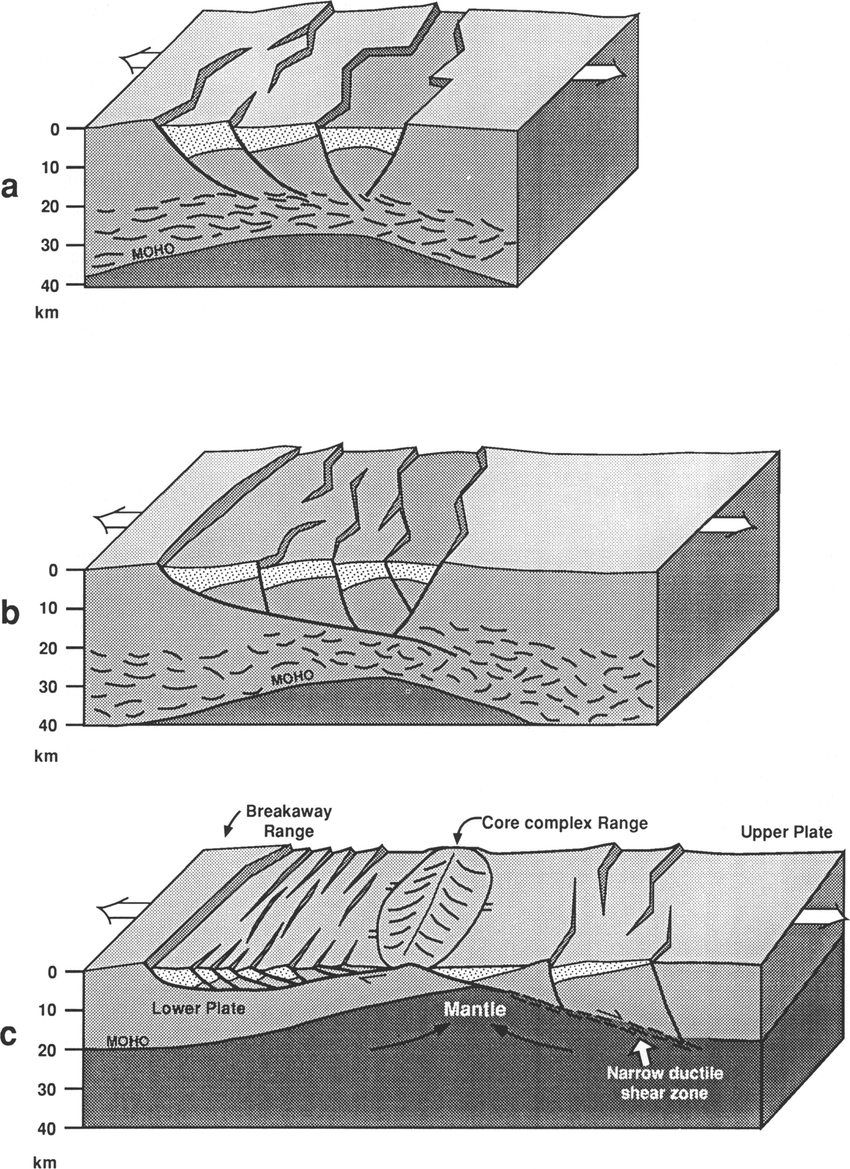 a
0
10
20
30
40
km
MOHO
b
0
10
20
30
40
km
MOHO
c
Breakaway
Range
Core complex Range
Upper Plate
0
10
20
30
40
km
Lower Plate
MOHO
Mantle
Narrow ductile
shear zone